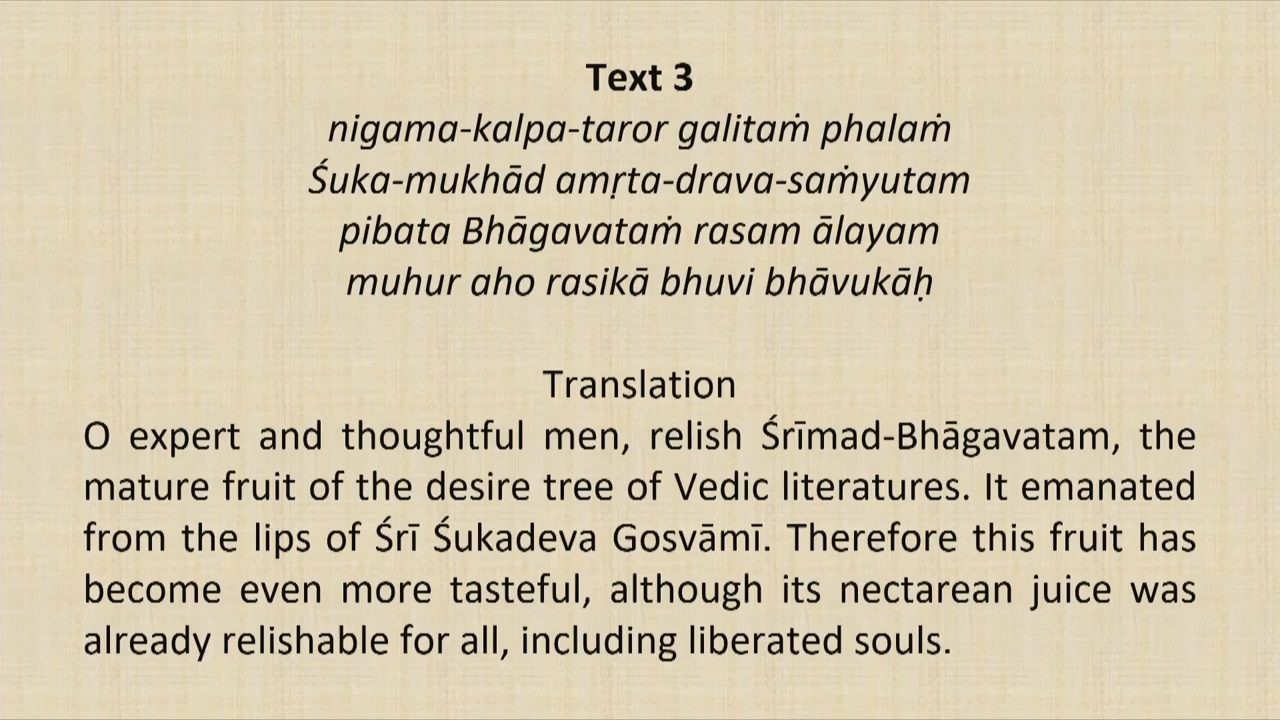 Text 3
nigama-kalpa-taror galitaṁ phalaṁ
Śuka-mukhād amṛta-drava-saṁyutam
pibata Bhāgavataṁ rasam ālayam
muhur aho rasikā bhuvi bhāvukāḥ
Translation
O expert and thoughtful men, relish Śrīmad-Bhāgavatam, the
mature fruit of the desire tree of Vedic literatures. It emanated
from the lips of Śrī Śukadeva Gosvāmī. Therefore this fruit has
become even more tasteful, although its nectarean juice was
already relishable for all, including liberated souls.